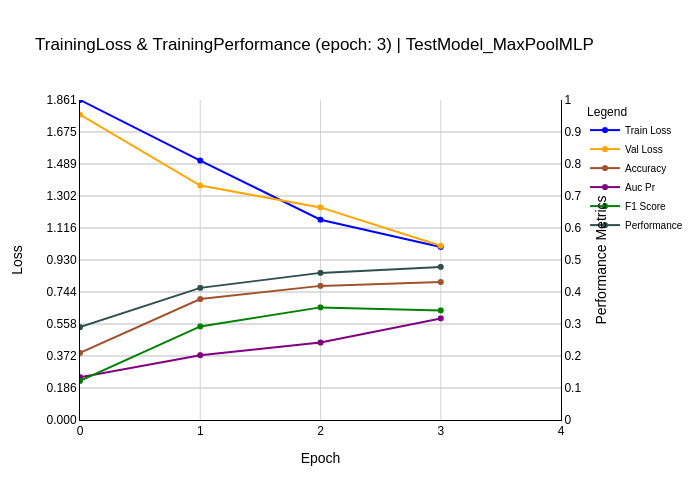 TrainingLoss & TrainingPerformance (epoch: 3) | TestModel_MaxPoolMLP
1.861
1.675
1.489
1.302
1.116
0.930
0.744
0.558
0.372
0.186
0.000
Loss
0
1
2
3
4
Epoch
1
0.9
0.8
0.7
0.6
0.5
0.4
0.3
0.2
0.1
0
Performance Metrics
Legend
Train Loss
Val Loss
Accuracy
Auc Pr
F1 Score
Performance